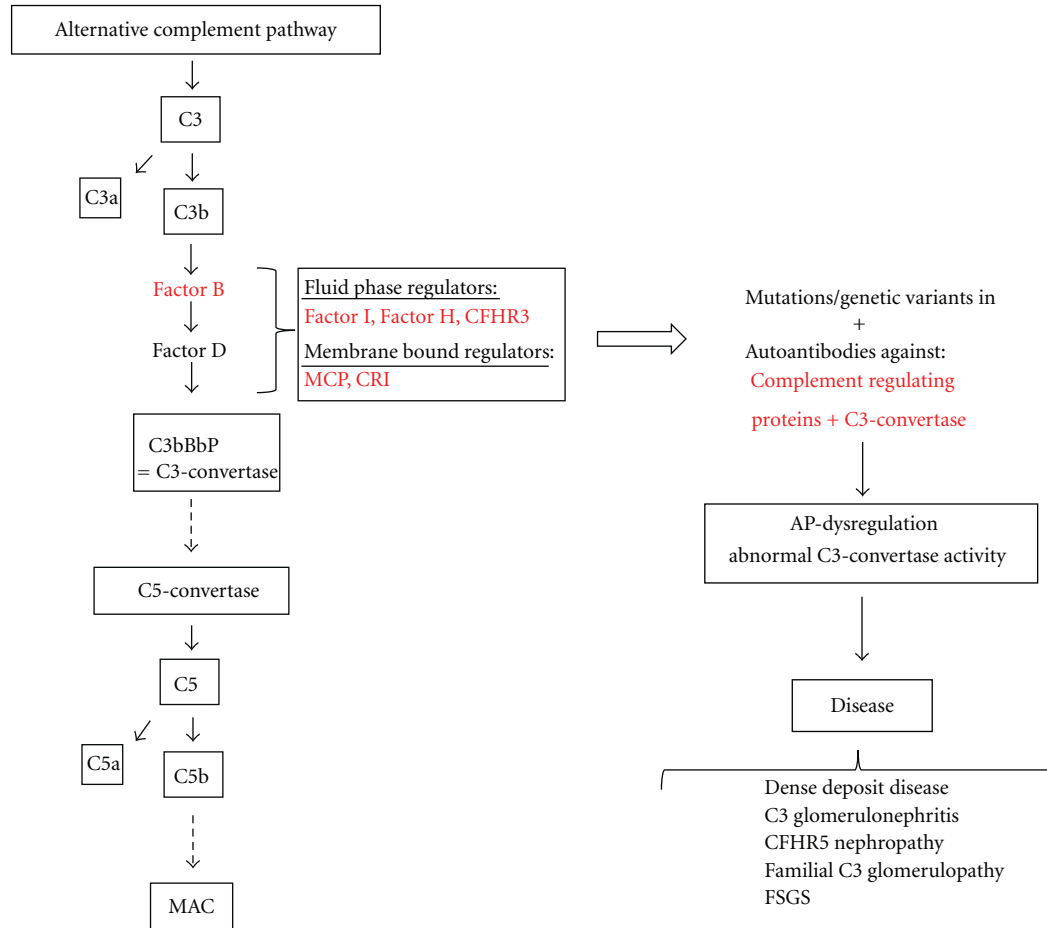 Alternative complement pathway
C3
C3a
C3b
Factor B
Factor D
Fluid phase regulators:
Factor I, Factor H, CFHR3
Membrane bound regulators:
MCP, CRI
C3bBbP
= C3-convertase
C5-convertase
C5
C5a
C5b
MAC
Mutations/genetic variants in
+
Autoantibodies against:
Complement regulating
proteins + C3-convertase
AP-dysregulation
abnormal C3-convertase activity
Disease
Dense deposit disease
C3 glomerulonephritis
CFHR5 nephropathy
Familial C3 glomerulopathy
FSGS